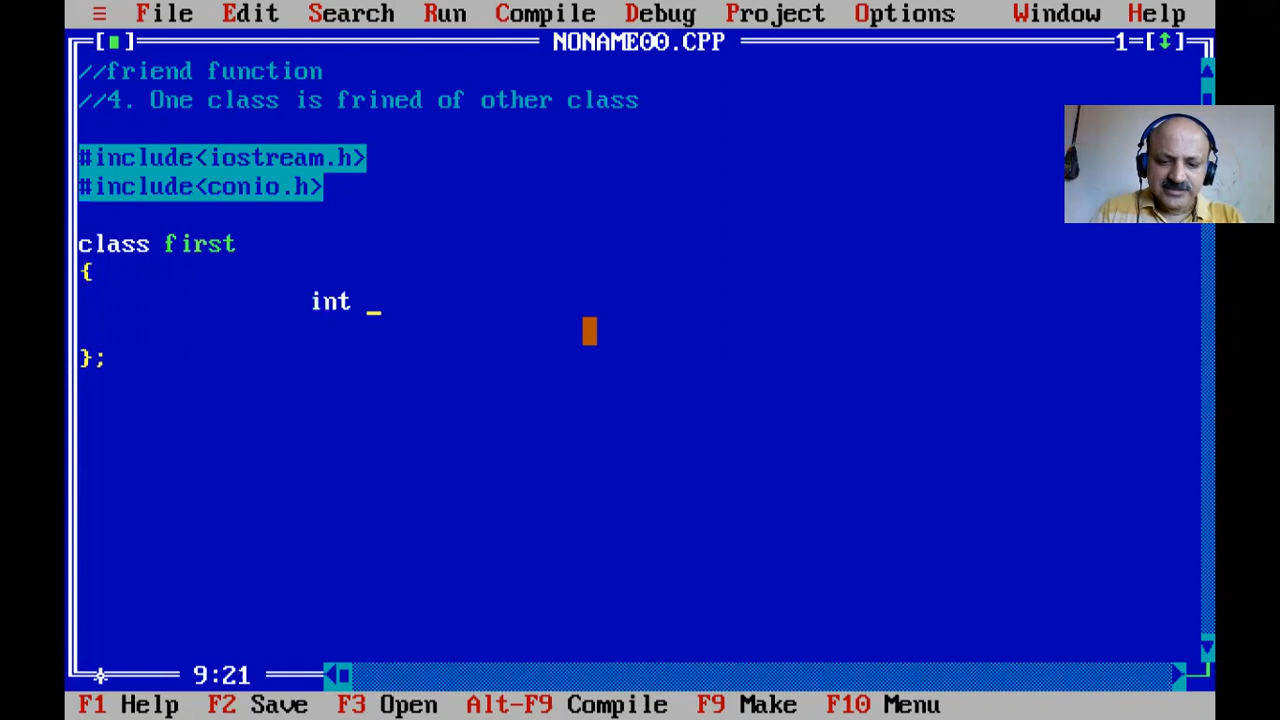 ≡ File Edit Search Run Compile Debug Project Options Window Help
[■] NONAME00.CPP 1=[↕]
//friend function
//4. One class is frined of other class
#include<iostream.h>
#include<conio.h>
class first
{
int _
};
9:21
F1 Help F2 Save F3 Open Alt-F9 Compile F9 Make F10 Menu